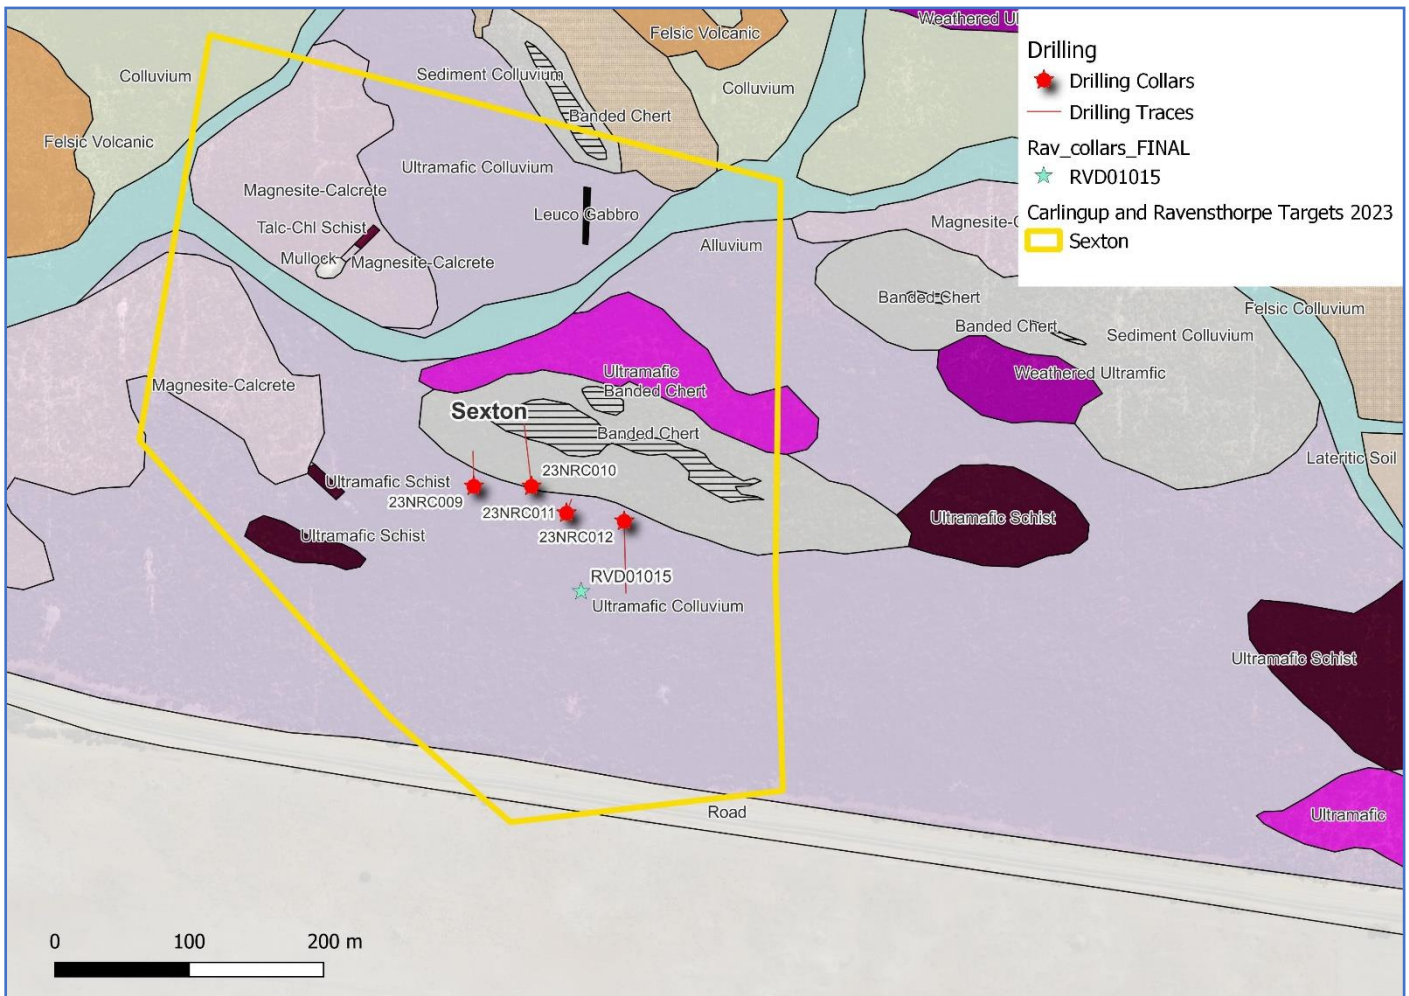 Weathered Ul
Felsic Volcanic
Drilling
Drilling Collars
Drilling Traces
Rav_collars_FINAL
RVD01015
Carlingup and Ravensthorpe Targets 2023
Sexton
Colluvium
Sediment Colluvium
Colluvium
Banded Chert
Felsic Volcanic
Ultramafic Colluvium
Magnesite-Calcrete
Leuco Gabbro
Magnesite-C
Talc-Chl Schist
Alluvium
Mullock
Magnesite-Calcrete
Banded Chert
Felsic Colluvium
Banded Chert
Sediment Colluvium
Magnesite-Calcrete
Ultramafic
Weathered Ultramfic
Banded Chert
Sexton
Banded Chert
Lateritic Soil
23NRC010
Ultramafic Schist
23NRC009
23NRC011
Ultramafic Schist
Ultramafic Schist
23NRC012
RVD01015
Ultramafic Colluvium
Ultramafic Schist
Road
Ultramafic
0 100 200 m